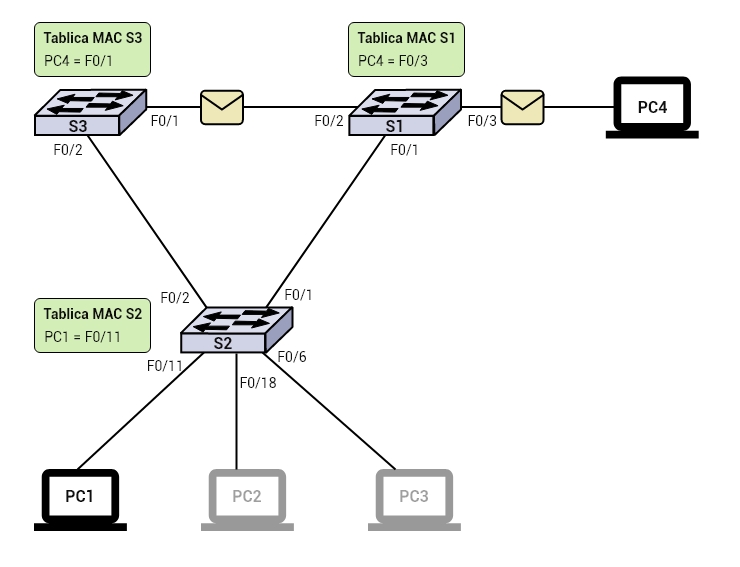 Tablica MAC S3
PC4 = F0/1
Tablica MAC S1
PC4 = F0/3
S3
F0/1
F0/2
S1
F0/3
PC4
F0/2
F0/1
F0/2
F0/1
Tablica MAC S2
PC1 = F0/11
S2
F0/11
F0/18
F0/6
PC1
PC2
PC3